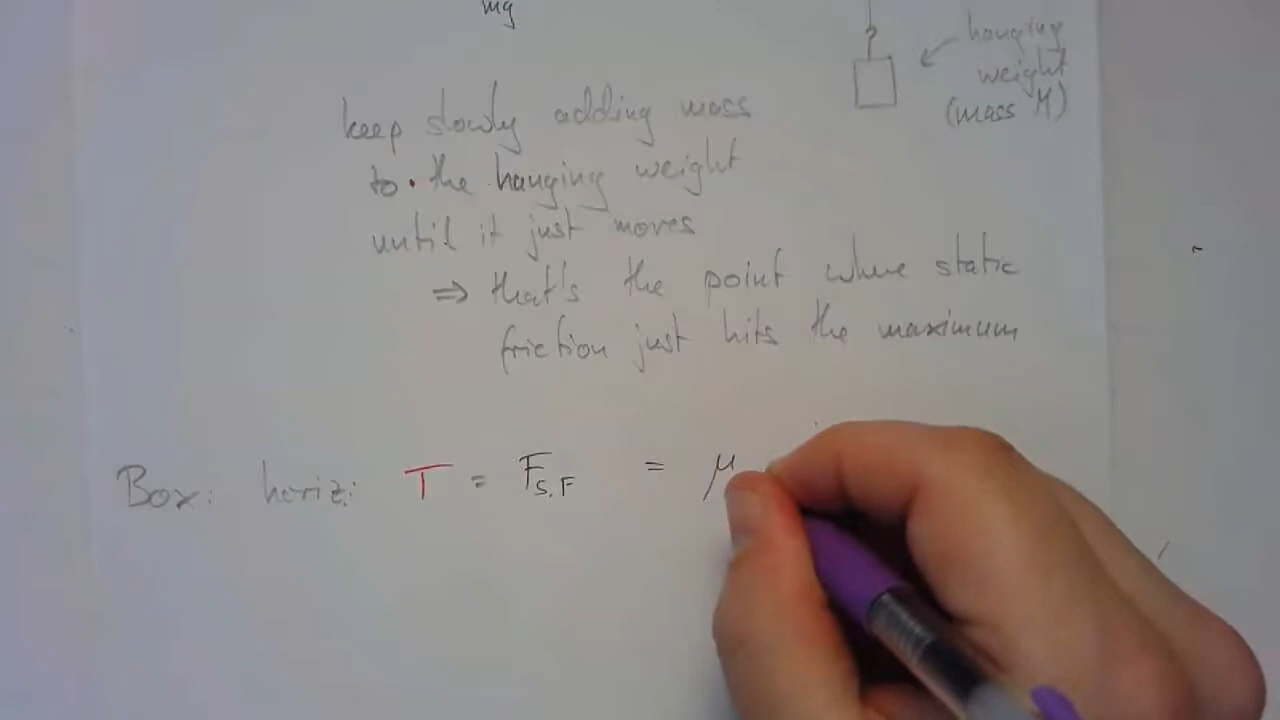 mg
hanging
weight
(mass M)
keep slowly adding mass
to the hanging weight
until it just moves
⇒ that's the point where static
friction just hits the maximum
Box: horiz: T = F_S.F = μ